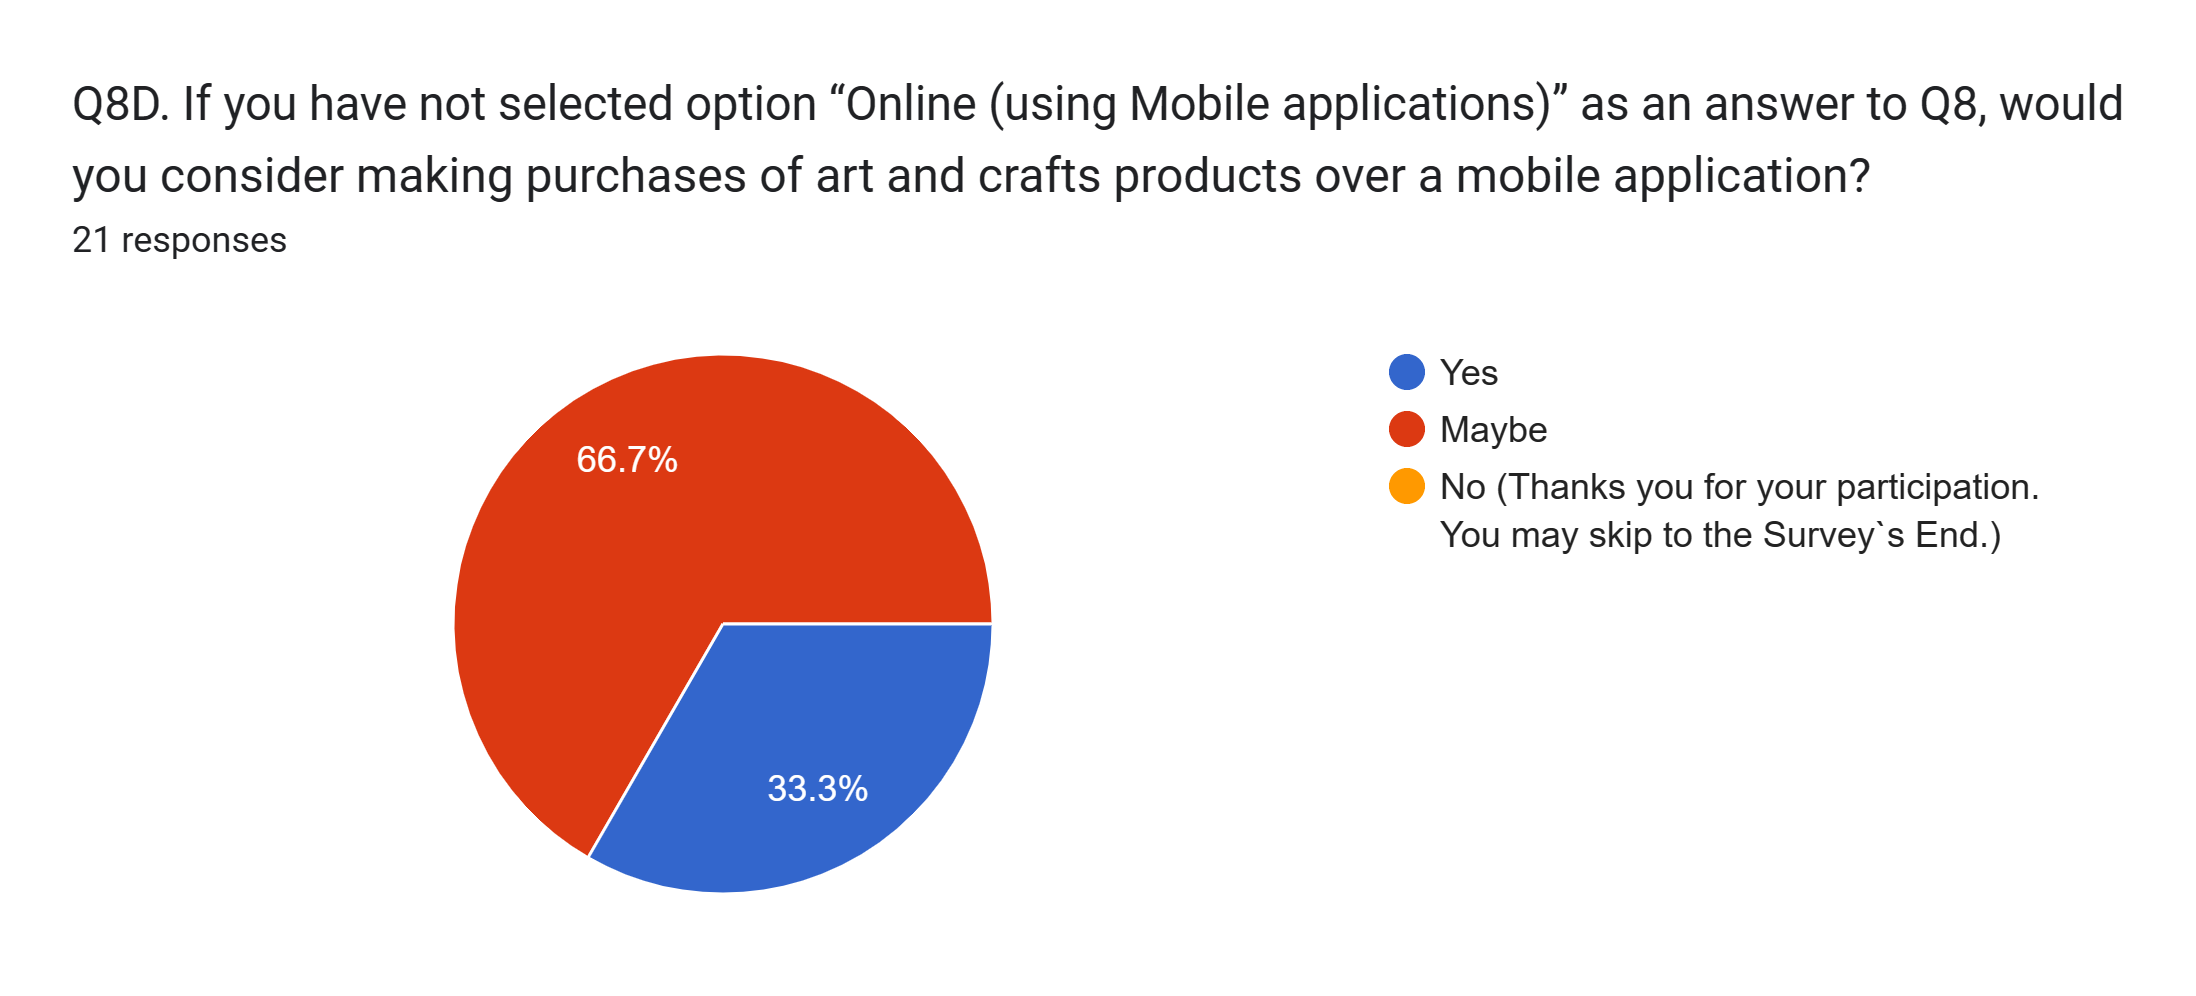 Q8D. If you have not selected option “Online (using Mobile applications)” as an answer to Q8, would
you consider making purchases of art and crafts products over a mobile application?
21 responses
66.7%
33.3%
Yes
Maybe
No (Thanks you for your participation.
You may skip to the Survey`s End.)